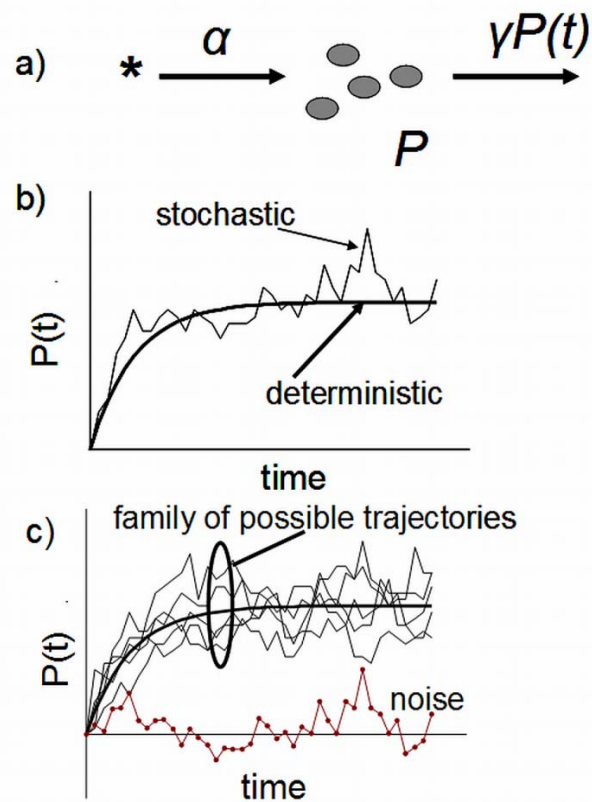 a) * α γP(t)
P
b)
stochastic
P(t)
deterministic
time
c)
family of possible trajectories
P(t)
noise
time